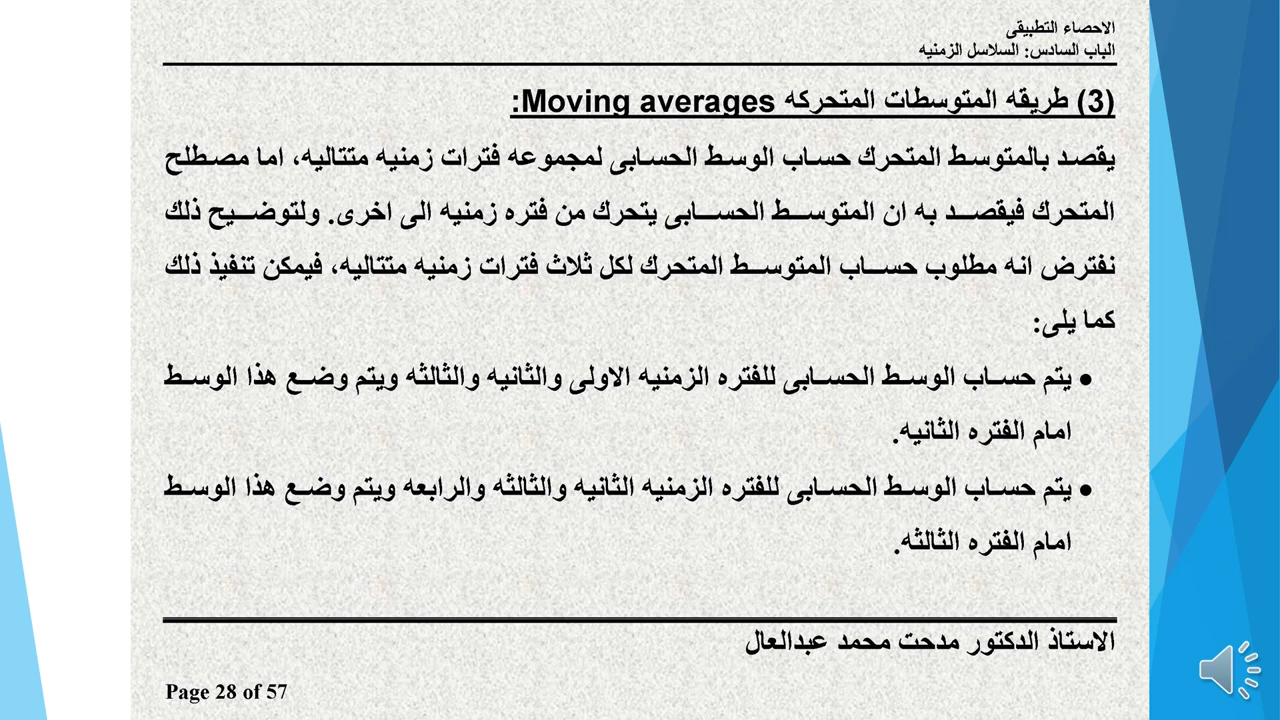 الاحصاء التطبيقى
الباب السادس: السلاسل الزمنيه
(3) طريقه المتوسطات المتحركه Moving averages:
يقصد بالمتوسط المتحرك حساب الوسط الحسابى لمجموعه فترات زمنيه متتاليه، اما مصطلح
المتحرك فيقصد به ان المتوسط الحسابى يتحرك من فتره زمنيه الى اخرى. ولتوضيح ذلك
نفترض انه مطلوب حساب المتوسط المتحرك لكل ثلاث فترات زمنيه متتاليه، فيمكن تنفيذ ذلك
كما يلى:
• يتم حساب الوسط الحسابى للفتره الزمنيه الاولى والثانيه والثالثه ويتم وضع هذا الوسط
امام الفتره الثانيه.
• يتم حساب الوسط الحسابى للفتره الزمنيه الثانيه والثالثه والرابعه ويتم وضع هذا الوسط
امام الفتره الثالثه.
الاستاذ الدكتور مدحت محمد عبدالعال
Page 28 of 57